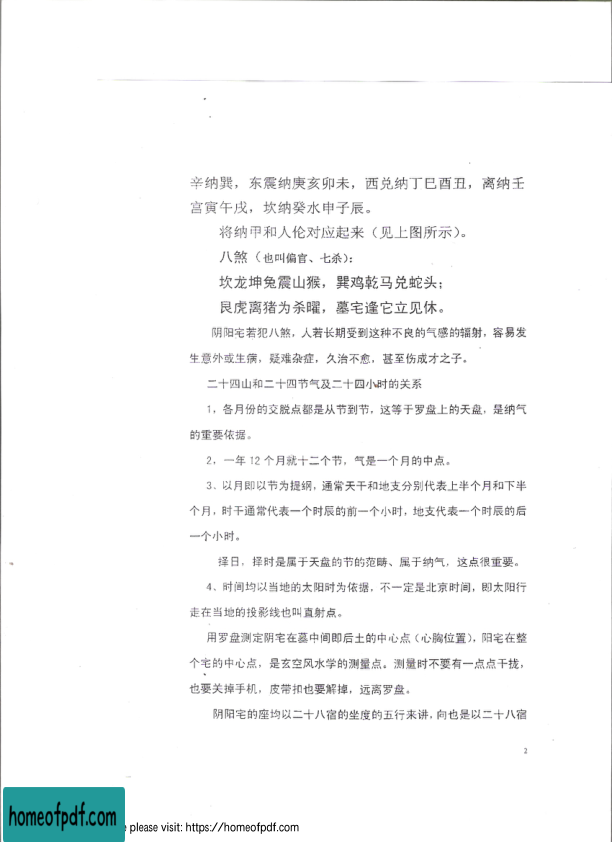 辛纳巽，东震纳庚亥卯未，西兑纳丁巳酉丑，离纳壬
宫寅午戌，坎纳癸水申子辰。
将纳甲和人伦对应起来（见上图所示）。
八煞（也叫偏官、七杀）：
坎龙坤兔震山猴，巽鸡乾马兑蛇头；
艮虎离猪为杀曜，墓宅逢它立见休。
阴阳宅若犯八煞，人若长期受到这种不良的气感的辐射，容易发
生意外或生病，疑难杂症，久治不愈，甚至伤成才之子。
二十四山和二十四节气及二十四小时的关系
1，各月份的交脱点都是从节到节，这等于罗盘上的天盘，是纳气
的重要依据。
2，一年 12 个月就十二个节，气是一个月的中点。
3、以月即以节为提纲，通常天干和地支分别代表上半个月和下半
个月，时干通常代表一个时辰的前一个小时，地支代表一个时辰的后
一个小时。
择日，择时是属于天盘的节的范畴、属于纳气，这点很重要。
4、时间均以当地的太阳时为依据，不一定是北京时间，即太阳行
走在当地的投影线也叫直射点。
用罗盘测定阴宅在墓中间即后土的中心点（心胸位置），阳宅在整
个宅的中心点，是玄空风水学的测量点。测量时不要有一点点干扰，
也要关掉手机，皮带扣也要解掉，远离罗盘。
阴阳宅的座均以二十八宿的坐度的五行来讲，向也是以二十八宿
2
homeofpdf.com
e please visit: https://homeofpdf.com